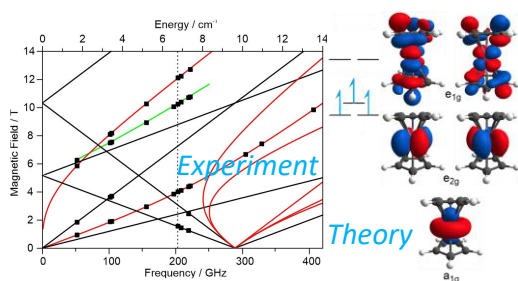 Energy / cm⁻¹
0 2 4 6 8 10 12 14
14
12
10
8
6
4
2
0
Magnetic Field / T
0 100 200 300 400
Frequency / GHz
Experiment
Theory
e1g
e2g
a1g